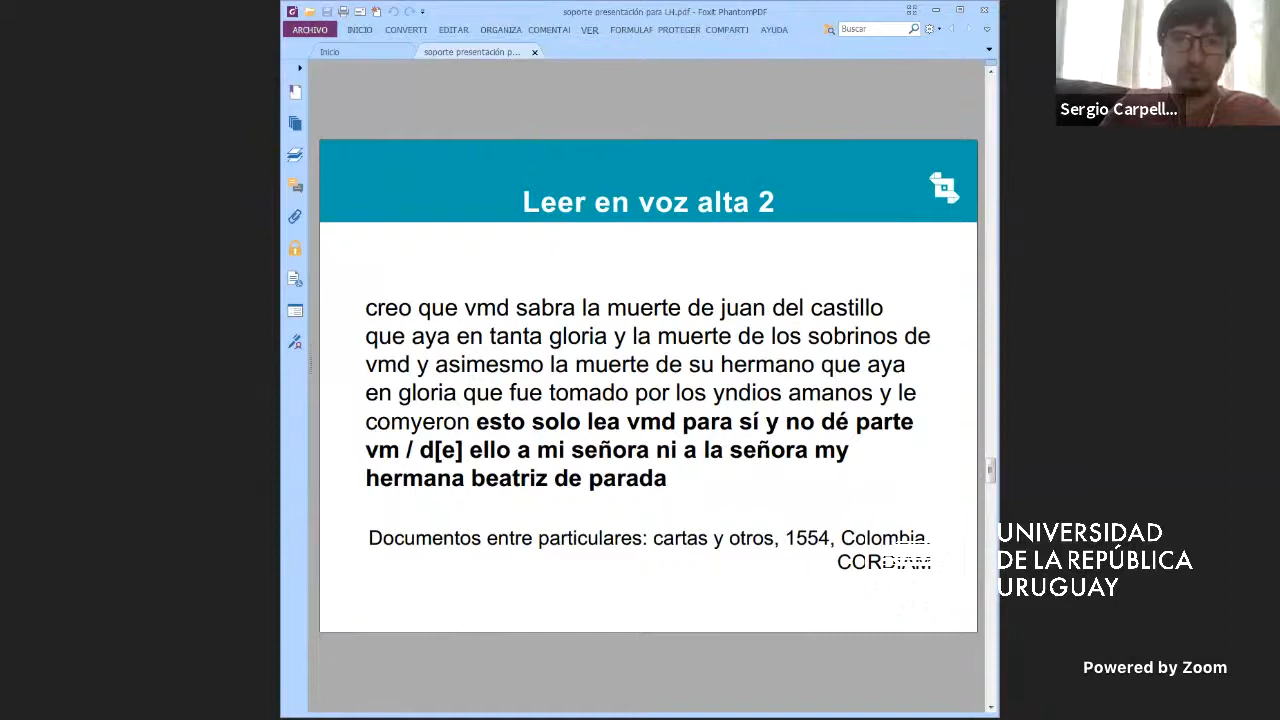 soporte presentación para LH.pdf - Foxit PhantomPDF
ARCHIVO INICIO CONVERTI EDITAR ORGANIZA COMENTAI VER FORMULAF PROTEGER COMPARTI AYUDA Buscar
Inicio soporte presentación p...
Sergio Carpell...
Leer en voz alta 2
creo que vmd sabra la muerte de juan del castillo
que aya en tanta gloria y la muerte de los sobrinos de
vmd y asimesmo la muerte de su hermano que aya
en gloria que fue tomado por los yndios amanos y le
comyeron esto solo lea vmd para sí y no dé parte
vm / d[e] ello a mi señora ni a la señora my
hermana beatriz de parada
Documentos entre particulares: cartas y otros, 1554, Colombia.
CORDIAM
UNIVERSIDAD
DE LA REPÚBLICA
URUGUAY
Powered by Zoom